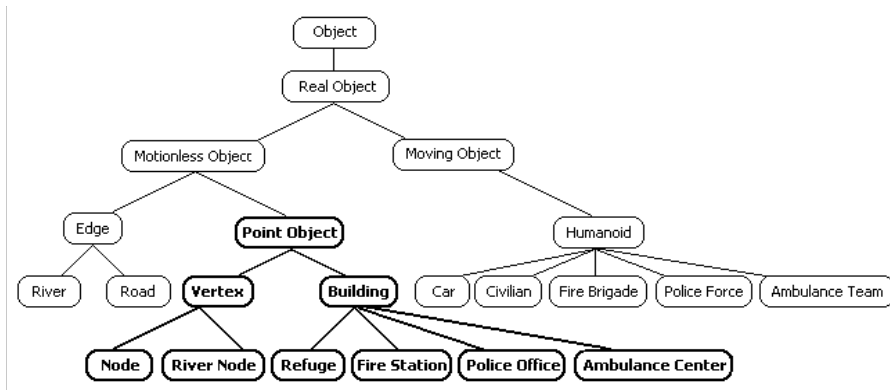 Object
Real Object
Motionless Object
Moving Object
Edge
Point Object
Humanoid
River
Road
Vertex
Building
Car
Civilian
Fire Brigade
Police Force
Ambulance Team
Node
River Node
Refuge
Fire Station
Police Office
Ambulance Center